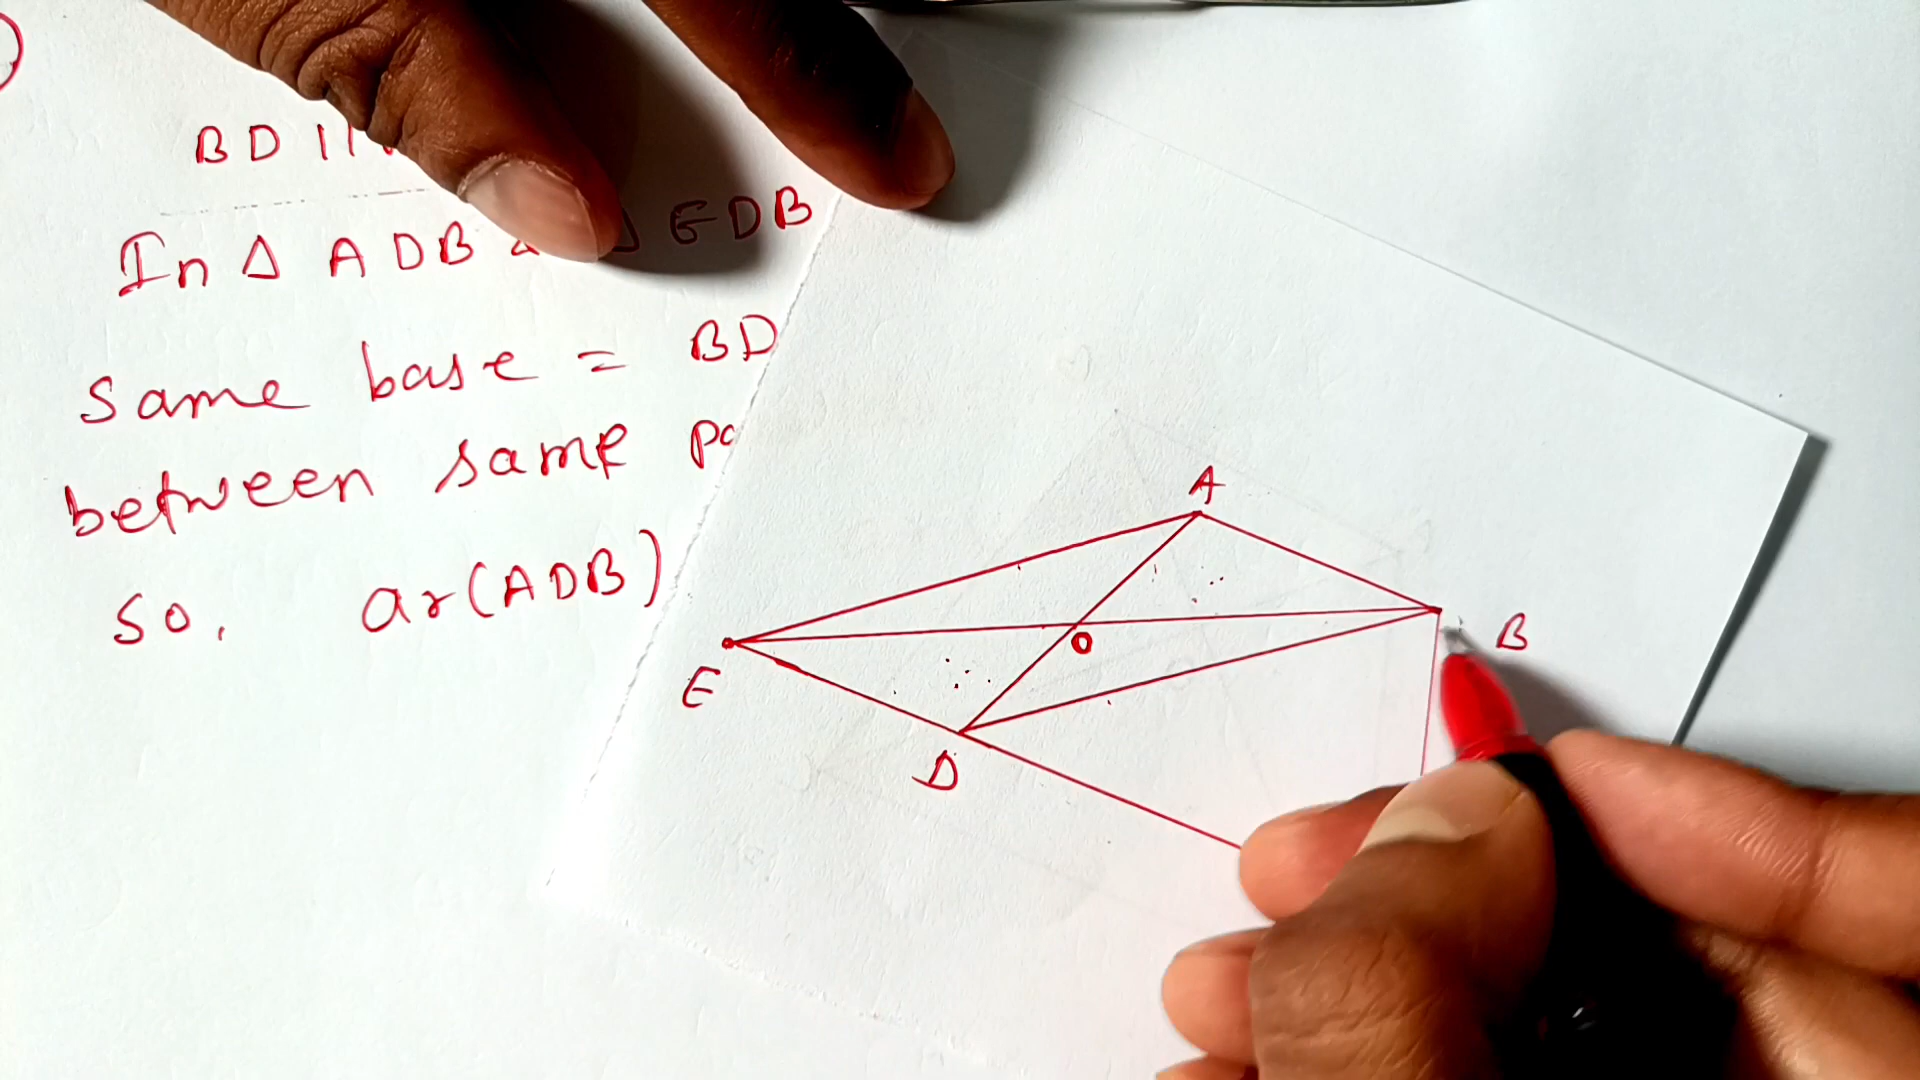 BD ||
In Δ ADB EDB
same base = BD
between same
so, ar(ADB)
A
B
O
E
D